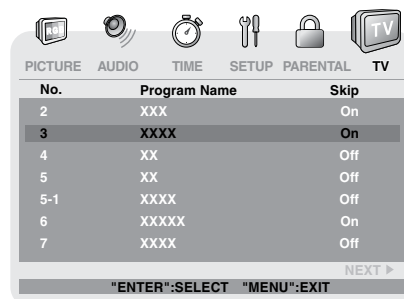 RGB
TV
PICTURE AUDIO TIME SETUP PARENTAL TV
No. Program Name Skip
2 XXX On
3 XXXX On
4 XX Off
5 XX Off
5-1 XXXX Off
6 XXXXX On
7 XXXX Off
NEXT ▶
"ENTER":SELECT "MENU":EXIT